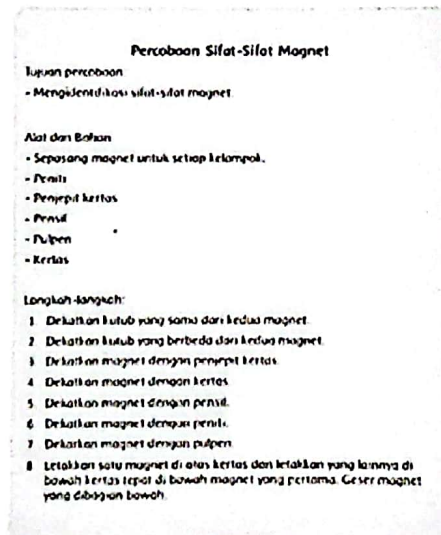 Percobaan Sifat-Sifat Magnet
Tujuan percobaan
- Mengidentifikasi sifat-sifat magnet.
Alat dan Bahan
- Sepasang magnet untuk setiap kelompok.
- Peniti
- Penjepit kertas
- Pensil
- Pulpen
- Kertas
Langkah-langkah:
1 Dekatkan kutub yang sama dari kedua magnet.
2 Dekatkan kutub yang berbeda dari kedua magnet.
3 Dekatkan magnet dengan penjepit kertas.
4 Dekatkan magnet dengan kertas
5. Dekatkan magnet dengan pensil.
6 Dekatkan magnet dengan peniti.
7 Dekarkan magnet dengan pulpen.
8 Letakkan satu magnet di atas kertas dan letakkan yang lainnya di
bawah kertas tepat di bawah magnet yang pertama. Geser magnet
yang dibagian bawah.